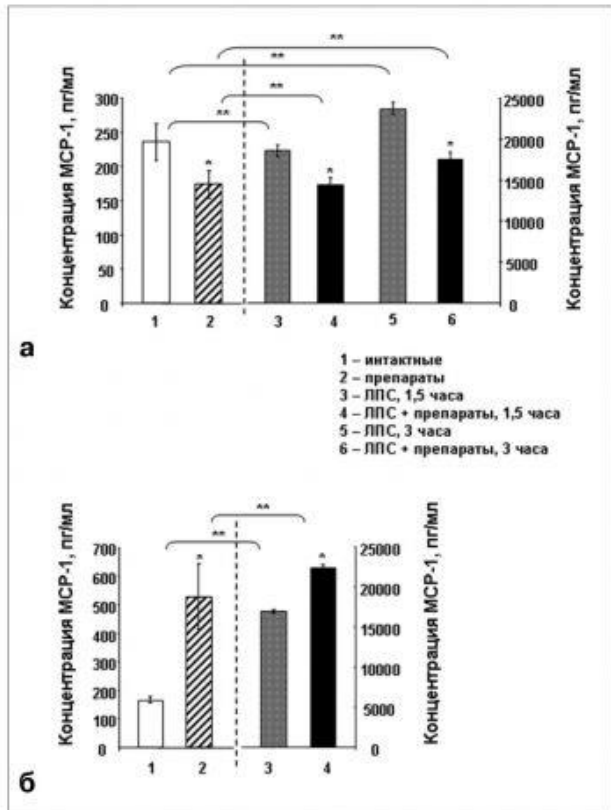 **
**
**
**
Концентрация МСР-1, пг/мл
300
250
200
150
100
50
0
*
*
*
25000
20000
15000
10000
5000
0
Концентрация МСР-1, пг/мл
1 2 3 4 5 6
а
1 – интактные
2 – препараты
3 – ЛПС, 1,5 часа
4 – ЛПС + препараты, 1,5 часа
5 – ЛПС, 3 часа
6 – ЛПС + препараты, 3 часа
**
**
Концентрация МСР-1, пг/мл
700
600
500
400
300
200
100
0
*
*
25000
20000
15000
10000
5000
0
Концентрация МСР-1, пг/мл
1 2 3 4
б